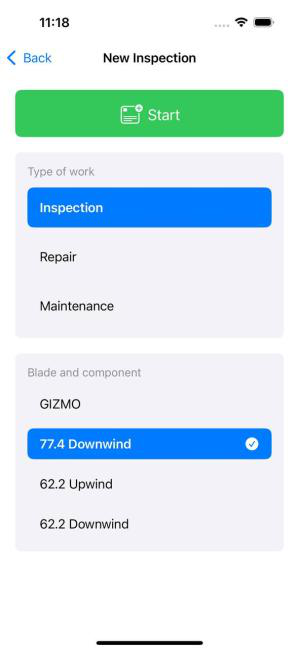 11:18
Back
New Inspection
Start
Type of work
Inspection
Repair
Maintenance
Blade and component
GIZMO
77.4 Downwind
62.2 Upwind
62.2 Downwind